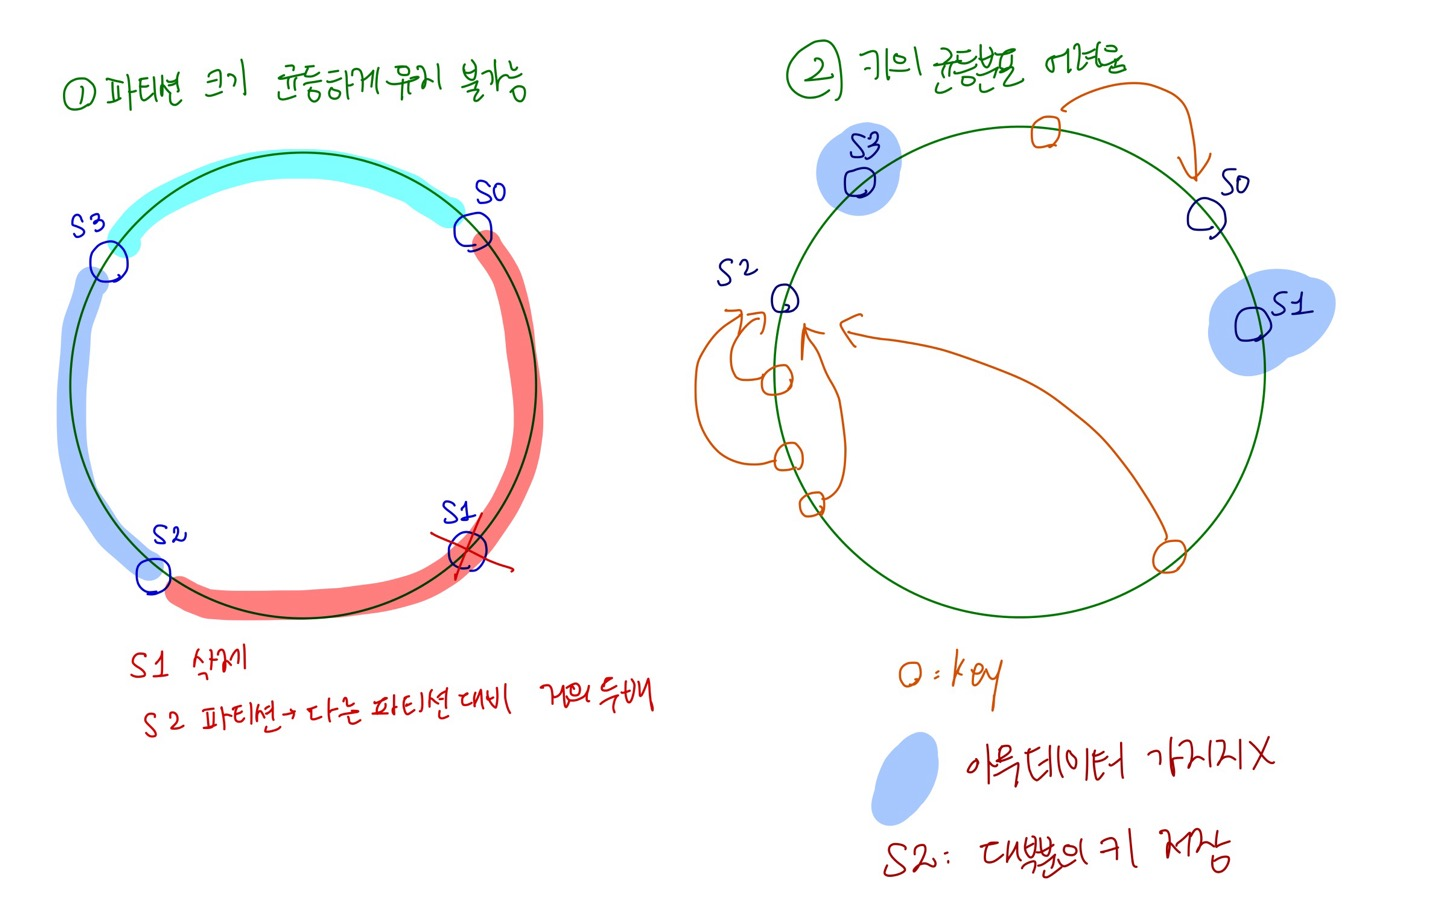 ① 파티션 크기 균등하게 유지 불가능
S0
S3
S1
S2
S1 삭제
S2 파티션→다른 파티션 대비 거의 두배
② 키의 균등분포 어려움
S3
S0
S2
S1
O: key
아무데이터 가지지X
S2: 대부분의 키 저장